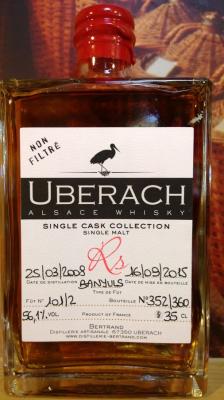 NON
FILTRÉ
UBERACH
ALSACE WHISKY
SINGLE CASK COLLECTION
SINGLE MALT
Rs
25/03/2008 16/09/2015
DATE DE DISTILLATION BANYULS DATE DE MISE EN BOUTEILLE
TYPE DE FÛT
FÛT N° 101/2 BOUTEILLE N°352/360
56,1% VOL. PRODUCT OF FRANCE 35 CL
BERTRAND
DISTILLERIE ARTISANALE 67350 UBERACH
WWW.DISTILLERIE-BERTRAND.COM